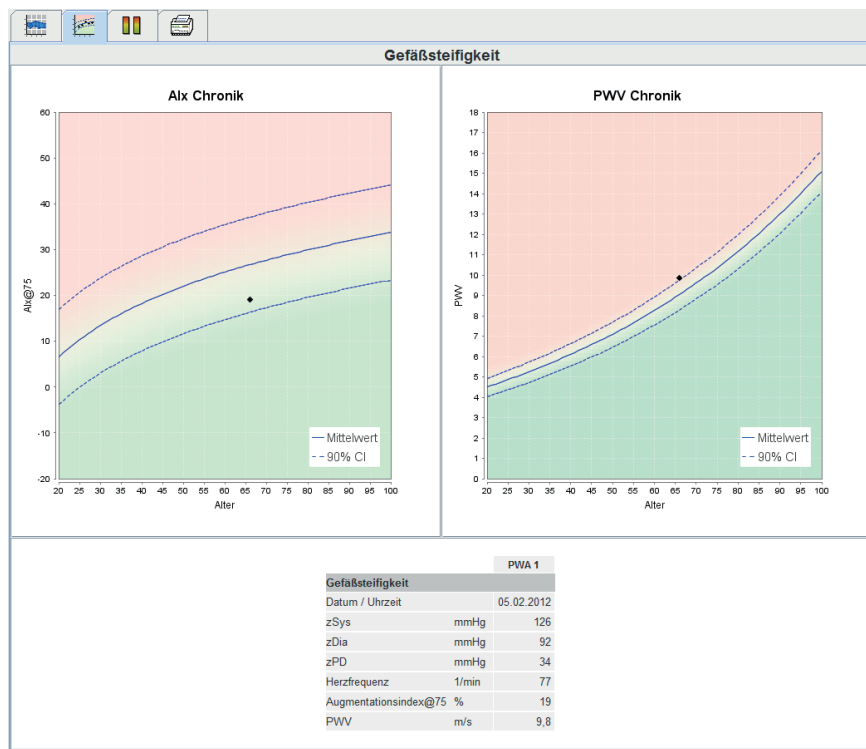 Gefäßsteifigkeit
AIx Chronik
60
50
40
30
20
10
0
-10
-20
AIx@75
20 25 30 35 40 45 50 55 60 65 70 75 80 85 90 95 100
Alter
Mittelwert
90% CI
PWV Chronik
18
17
16
15
14
13
12
11
10
9
8
7
6
5
4
3
2
1
0
PWV
20 25 30 35 40 45 50 55 60 65 70 75 80 85 90 95 100
Alter
Mittelwert
90% CI
PWA 1
Gefäßsteifigkeit
Datum / Uhrzeit 05.02.2012
zSys mmHg 126
zDia mmHg 92
zPD mmHg 34
Herzfrequenz 1/min 77
Augmentationsindex@75 % 19
PWV m/s 9,8